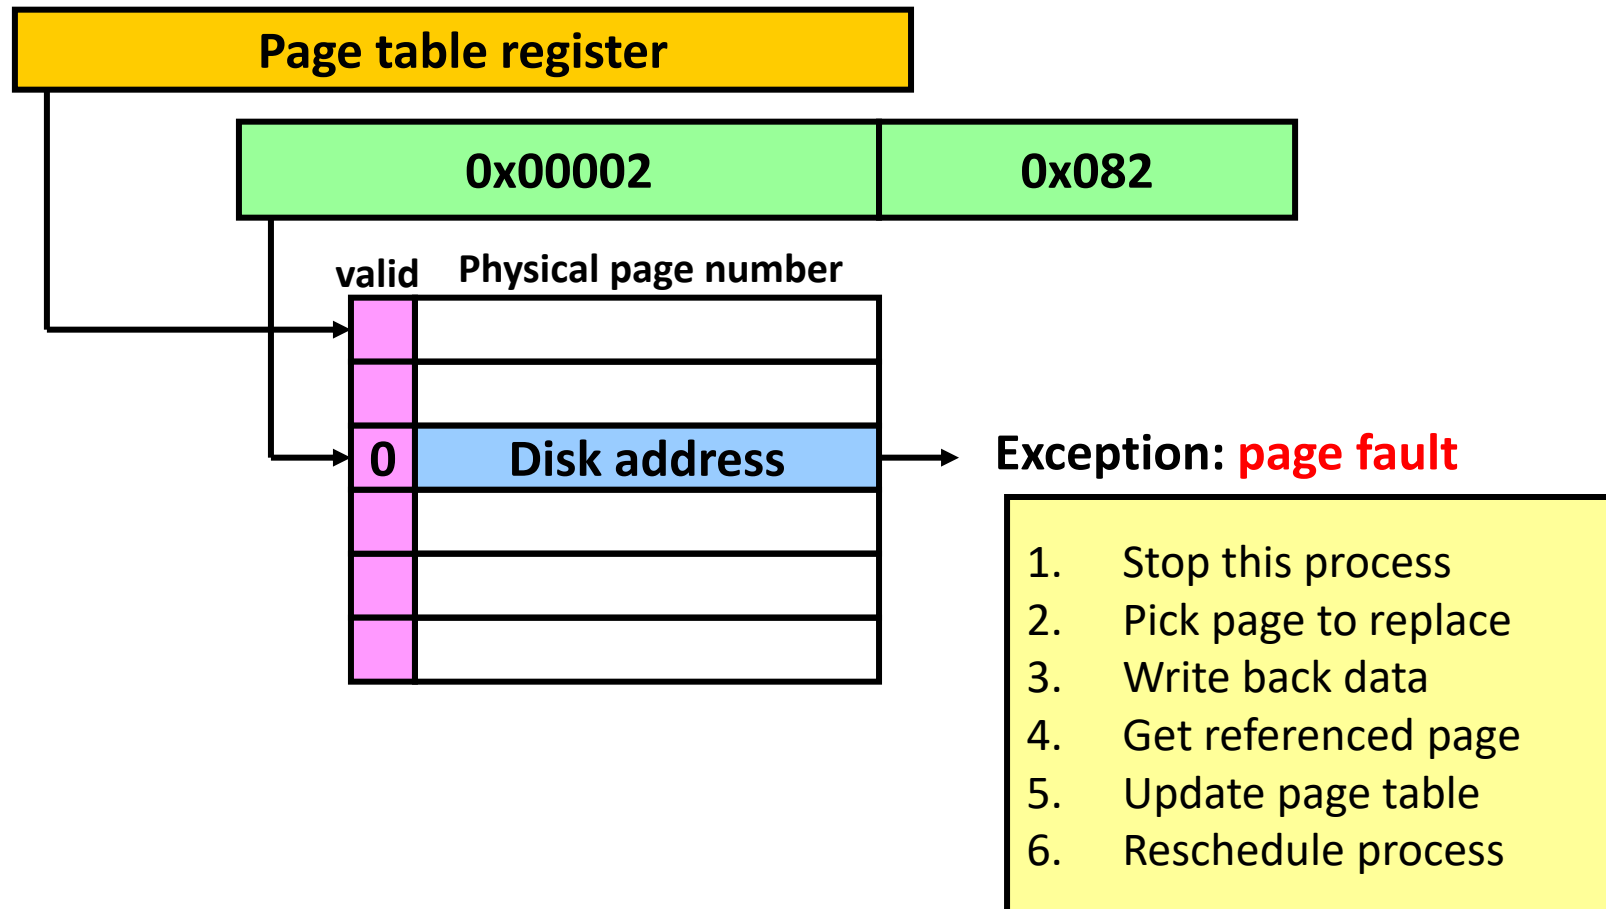 Page table register
0x00002 0x082
valid Physical page number
0 Disk address
Exception: page fault
1. Stop this process
2. Pick page to replace
3. Write back data
4. Get referenced page
5. Update page table
6. Reschedule process